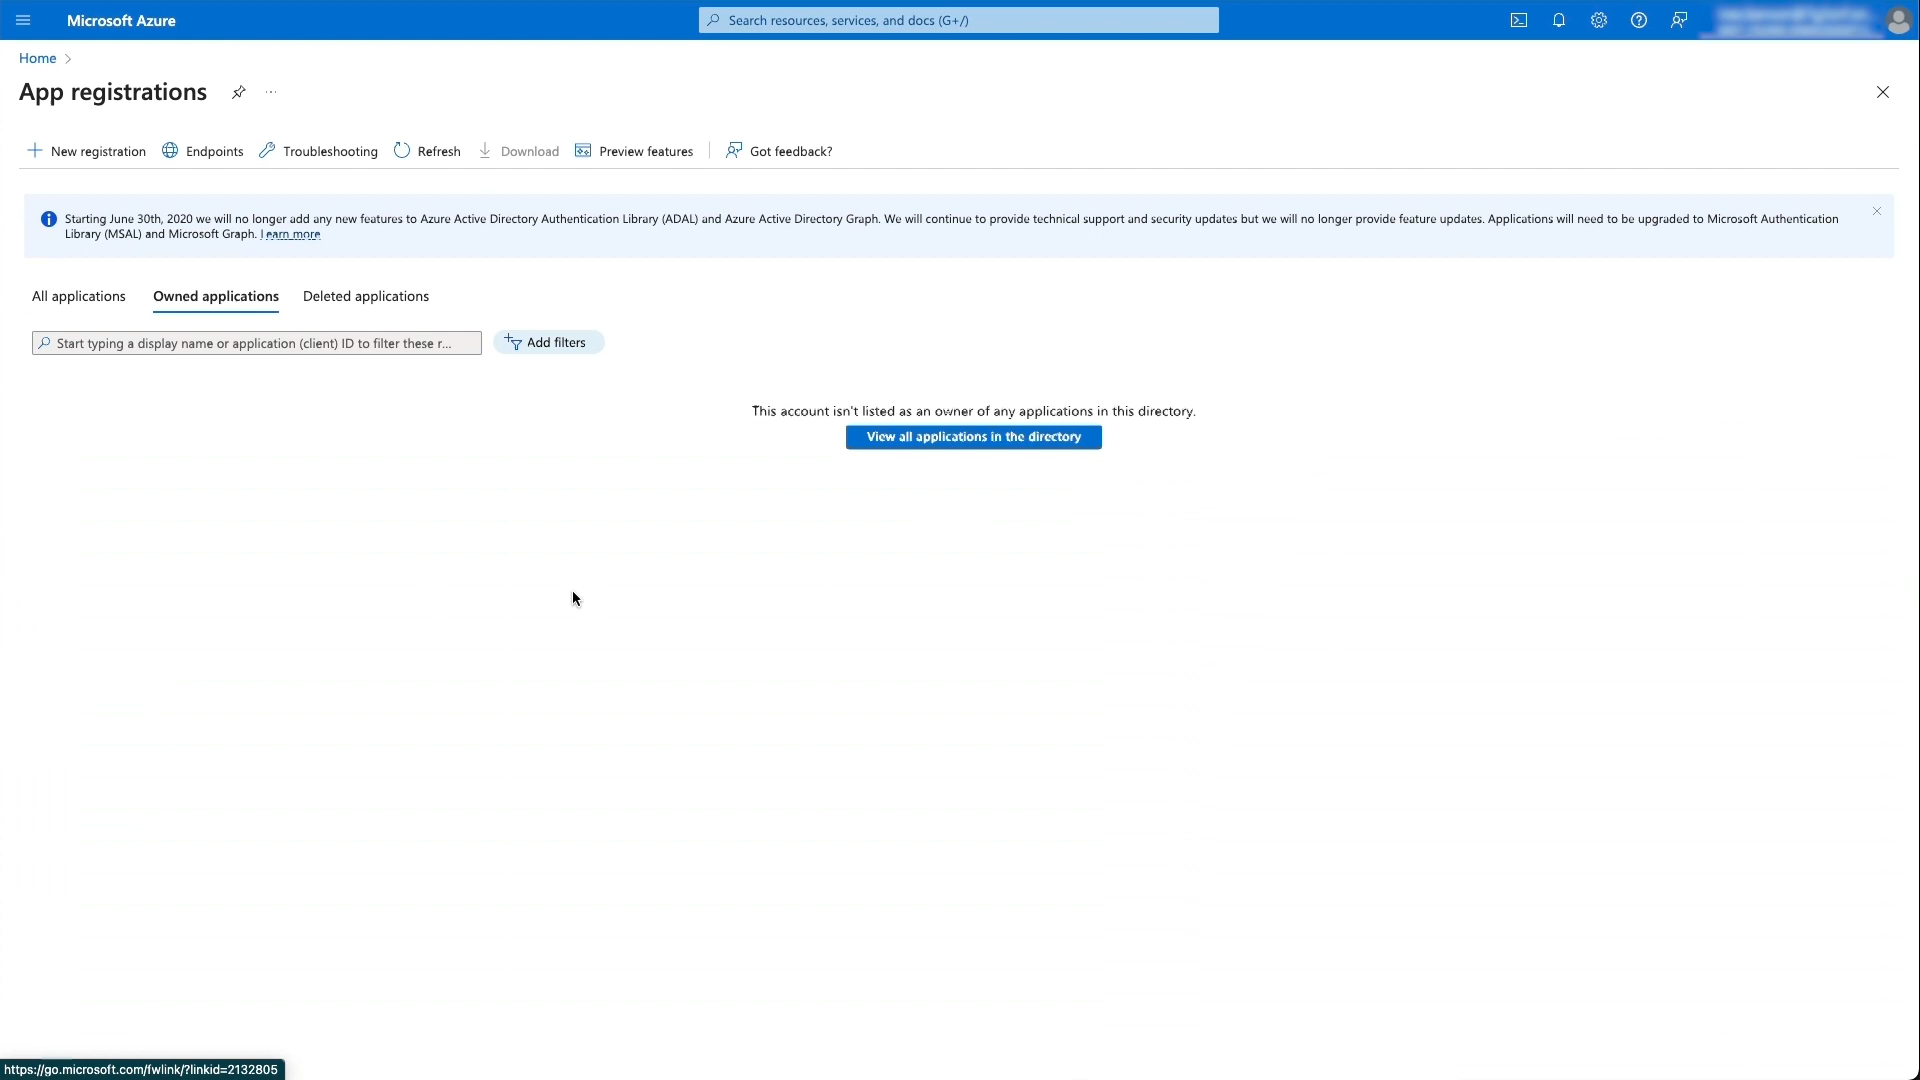 Microsoft Azure
Search resources, services, and docs (G+/)
Home
App registrations
New registration
Endpoints
Troubleshooting
Refresh
Download
Preview features
Got feedback?
Starting June 30th, 2020 we will no longer add any new features to Azure Active Directory Authentication Library (ADAL) and Azure Active Directory Graph. We will continue to provide technical support and security updates but we will no longer provide feature updates. Applications will need to be upgraded to Microsoft Authentication
Library (MSAL) and Microsoft Graph. Learn more
All applications
Owned applications
Deleted applications
Start typing a display name or application (client) ID to filter these r...
Add filters
This account isn't listed as an owner of any applications in this directory.
View all applications in the directory
https://go.microsoft.com/fwlink/?linkid=2132805